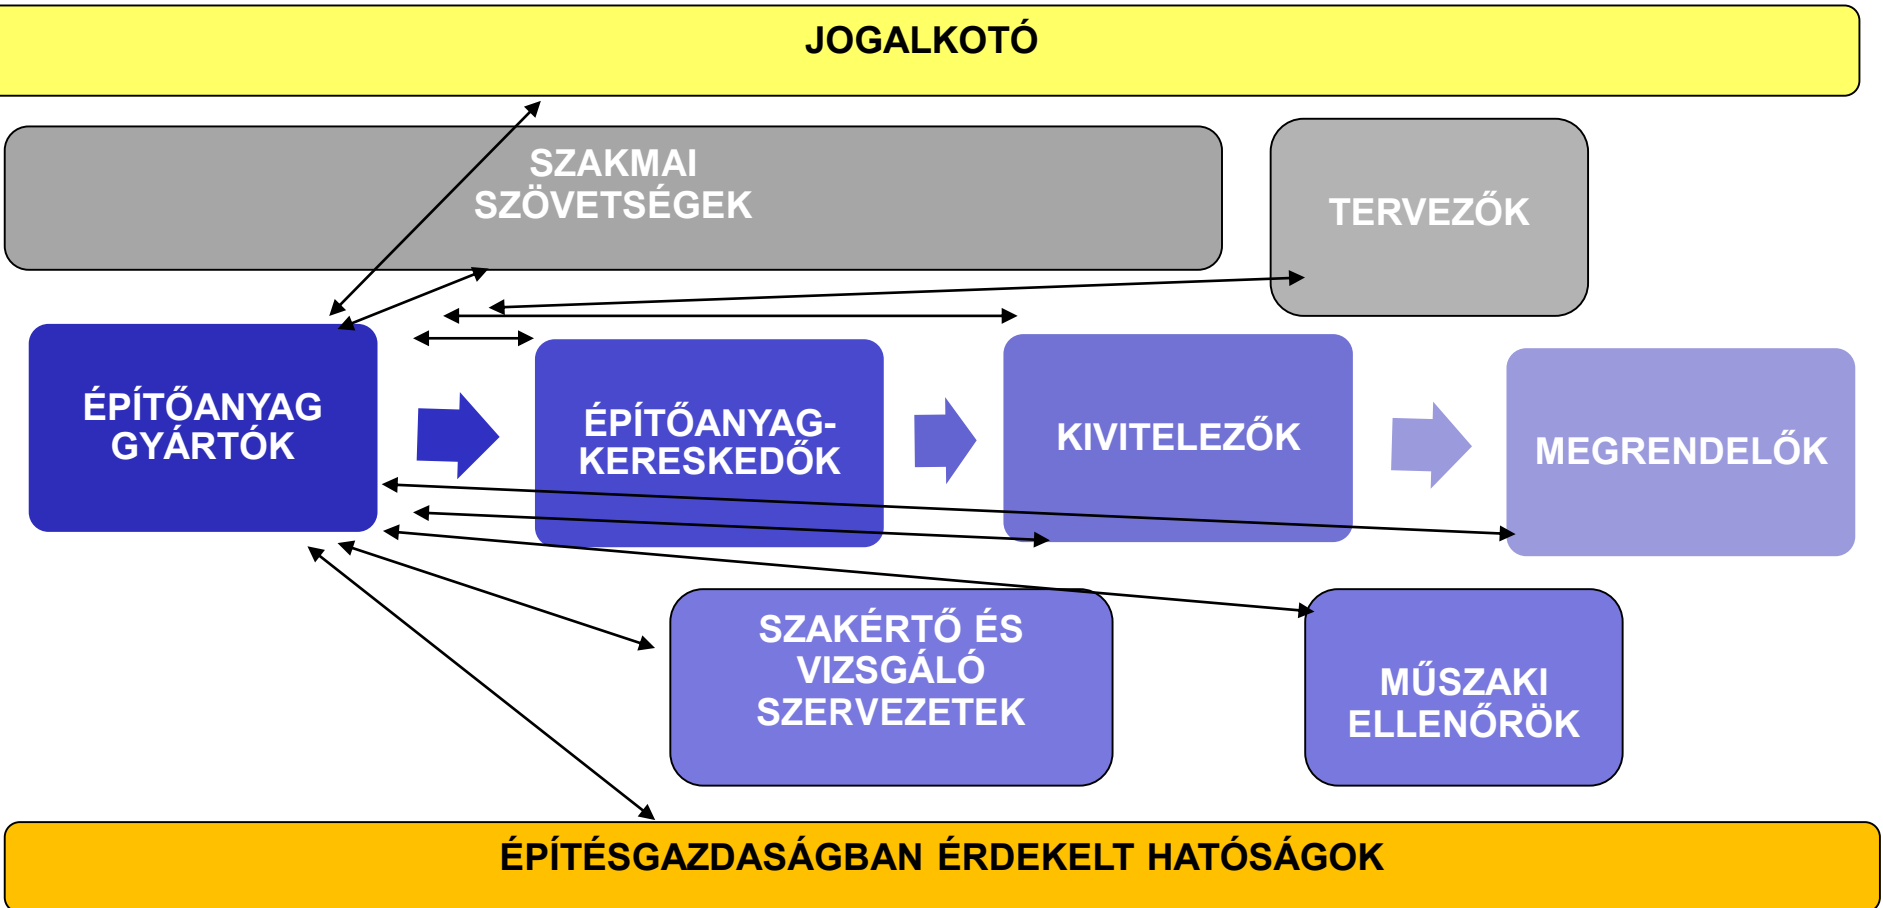 JOGALKOTÓ
SZAKMAI
SZÖVETSÉGEK
TERVEZŐK
ÉPÍTŐANYAG
GYÁRTÓK
ÉPÍTŐANYAG-
KERESKEDŐK
KIVITELEZŐK
MEGRENDELŐK
SZAKÉRTŐ ÉS
VIZSGÁLÓ
SZERVEZETEK
MŰSZAKI
ELLENŐRÖK
ÉPÍTÉSGAZDASÁGBAN ÉRDEKELT HATÓSÁGOK